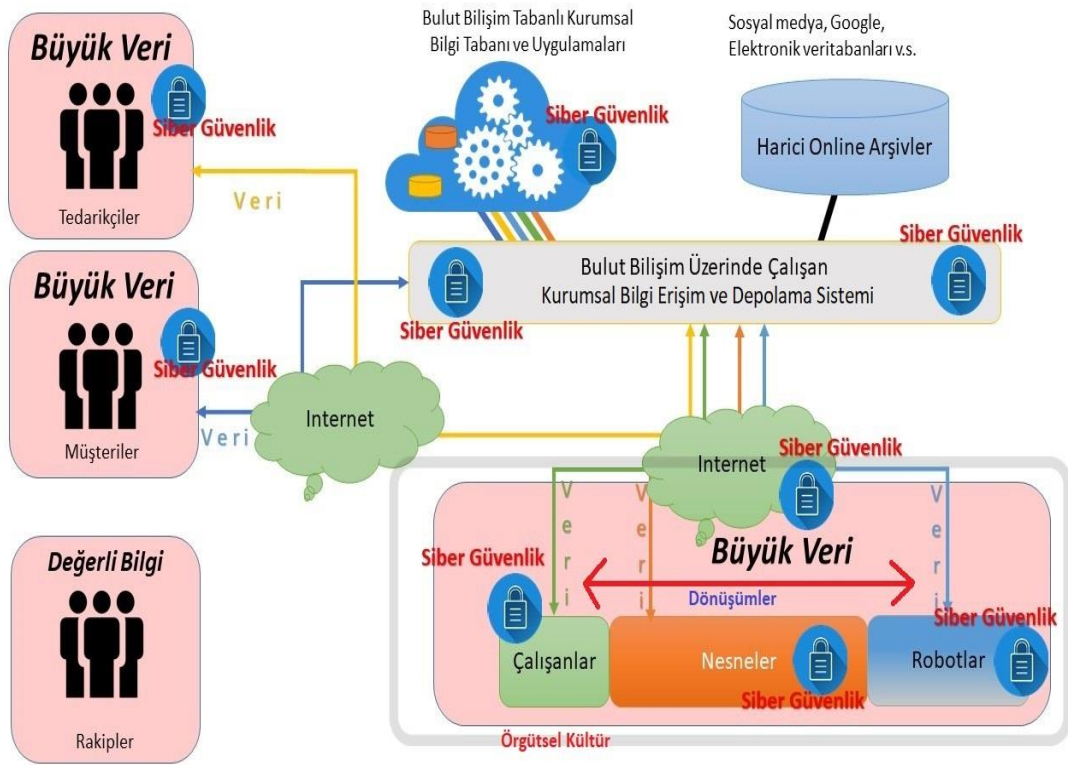 Büyük Veri
Siber Güvenlik
Tedarikçiler
Veri
Bulut Bilişim Tabanlı Kurumsal
Bilgi Tabanı ve Uygulamaları
Siber Güvenlik
Sosyal medya, Google,
Elektronik veritabanları v.s.
Harici Online Arşivler
Büyük Veri
Siber Güvenlik
Müşteriler
Veri
Siber Güvenlik
Bulut Bilişim Üzerinde Çalışan
Kurumsal Bilgi Erişim ve Depolama Sistemi
Siber Güvenlik
Internet
Internet
Siber Güvenlik
Veri
Veri
Veri
Büyük Veri
Siber Güvenlik
Dönüşümler
Siber Güvenlik
Çalışanlar
Nesneler
Robotlar
Siber Güvenlik
Örgütsel Kültür
Değerli Bilgi
Rakipler